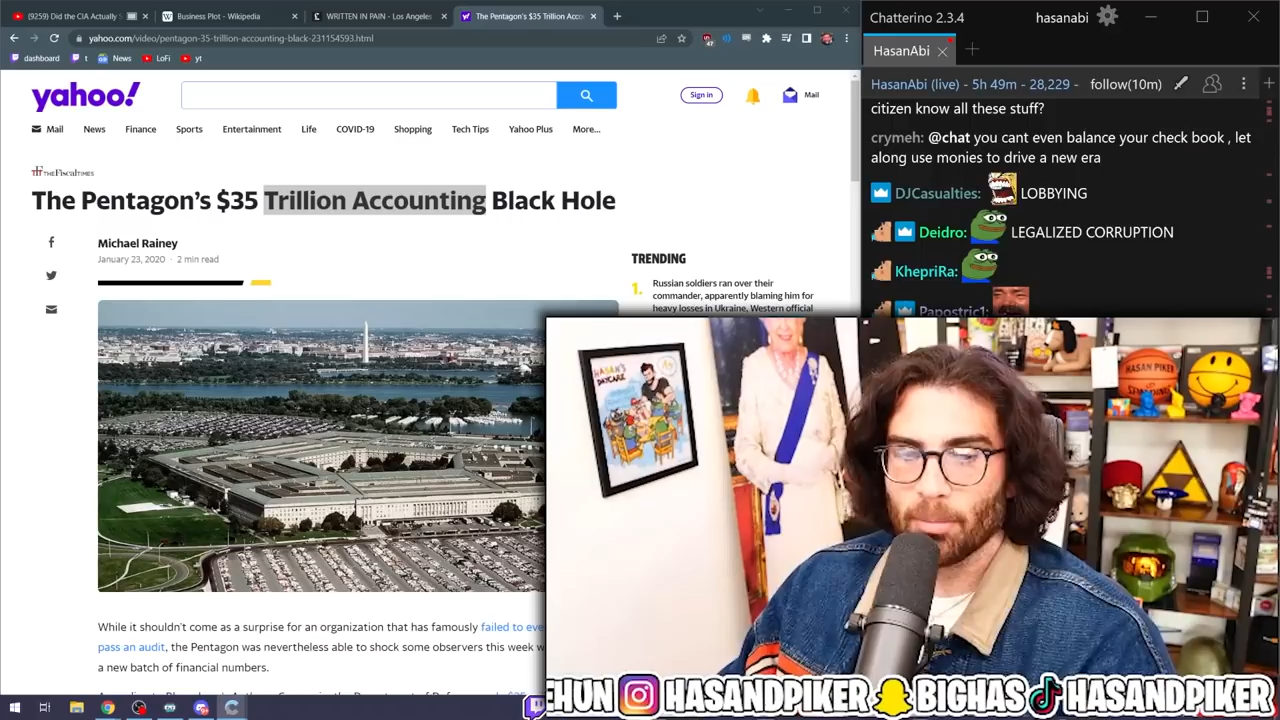 (9259) Did the CIA Actually S
Business Plot - Wikipedia
WRITTEN IN PAIN - Los Angeles
The Pentagon's $35 Trillion Acco
yahoo.com/video/pentagon-35-trillion-accounting-black-231154593.html
47
dashboard
t
News
LoFi
yt
yahoo!
Sign in
Mail
Mail
News
Finance
Sports
Entertainment
Life
COVID-19
Shopping
Tech Tips
Yahoo Plus
More...
THE FISCAL TIMES
The Pentagon's $35 Trillion Accounting Black Hole
Michael Rainey
January 23, 2020 · 2 min read
TRENDING
1.
Russian soldiers ran over their
commander, apparently blaming him for
heavy losses in Ukraine, Western official
While it shouldn't come as a surprise for an organization that has famously failed to eve
pass an audit, the Pentagon was nevertheless able to shock some observers this week w
a new batch of financial numbers.
Chatterino 2.3.4
hasanabi
HasanAbi
HasanAbi (live) - 5h 49m - 28,229 -
follow(10m)
citizen know all these stuff?
crymeh: @chat you cant even balance your check book , let
along use monies to drive a new era
DJCasualties: LOBBYING
Deidro: LEGALIZED CORRUPTION
KhepriRa:
Papostric1:
HASAN'S
DAYCARE
HASAN PIKER
EHUN
HASANDPIKER
BIGHAS
HASANDPIKER